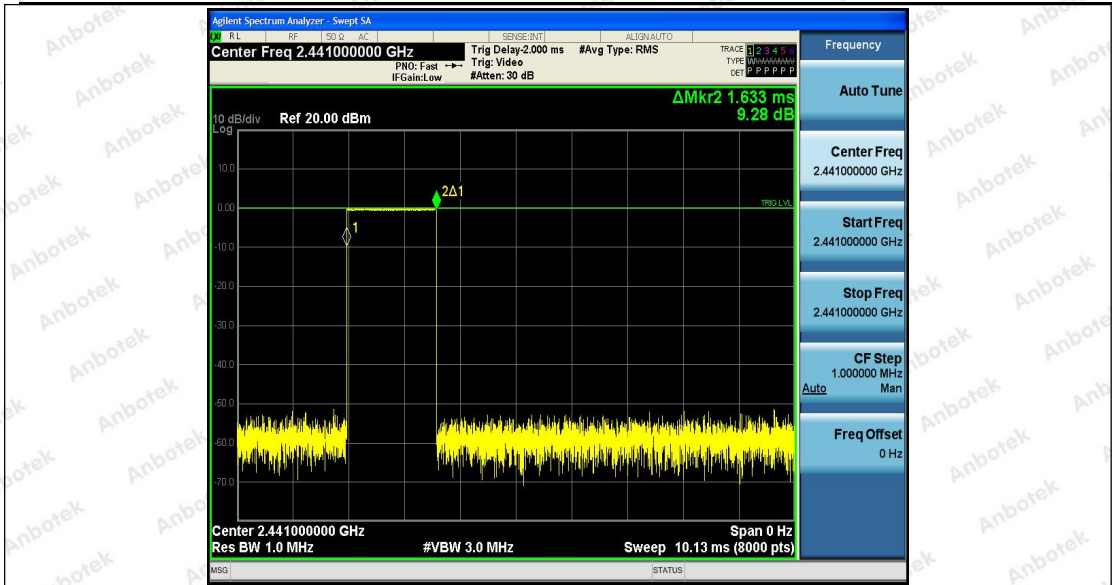 Agilent Spectrum Analyzer - Swept SA
RL RF 50 Ω AC SENSE:INT ALIGN AUTO
Center Freq 2.441000000 GHz
PNO: Fast
IFGain:Low
Trig Delay-2.000 ms
Trig: Video
#Atten: 30 dB
#Avg Type: RMS
TRACE 1 2 3 4 5 6
TYPE WWWWWW
DET P P P P P P
ΔMkr2 1.633 ms
9.28 dB
10 dB/div Ref 20.00 dBm
Log
10.0
0.00
-10.0
-20.0
-30.0
-40.0
-50.0
-60.0
-70.0
2Δ1
1
TRIG LVL
Center 2.441000000 GHz Span 0 Hz
Res BW 1.0 MHz #VBW 3.0 MHz Sweep 10.13 ms (8000 pts)
MSG STATUS
Frequency
Auto Tune
Center Freq
2.441000000 GHz
Start Freq
2.441000000 GHz
Stop Freq
2.441000000 GHz
CF Step
1.000000 MHz
Auto Man
Freq Offset
0 Hz
Anbotek